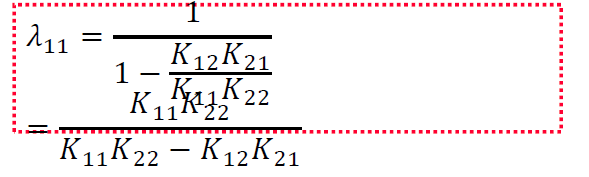 λ₁₁ = 1 / (1 − (K₁₂K₂₁ / K₁₁K₂₂))
= K₁₁K₂₂ / (K₁₁K₂₂ − K₁₂K₂₁)